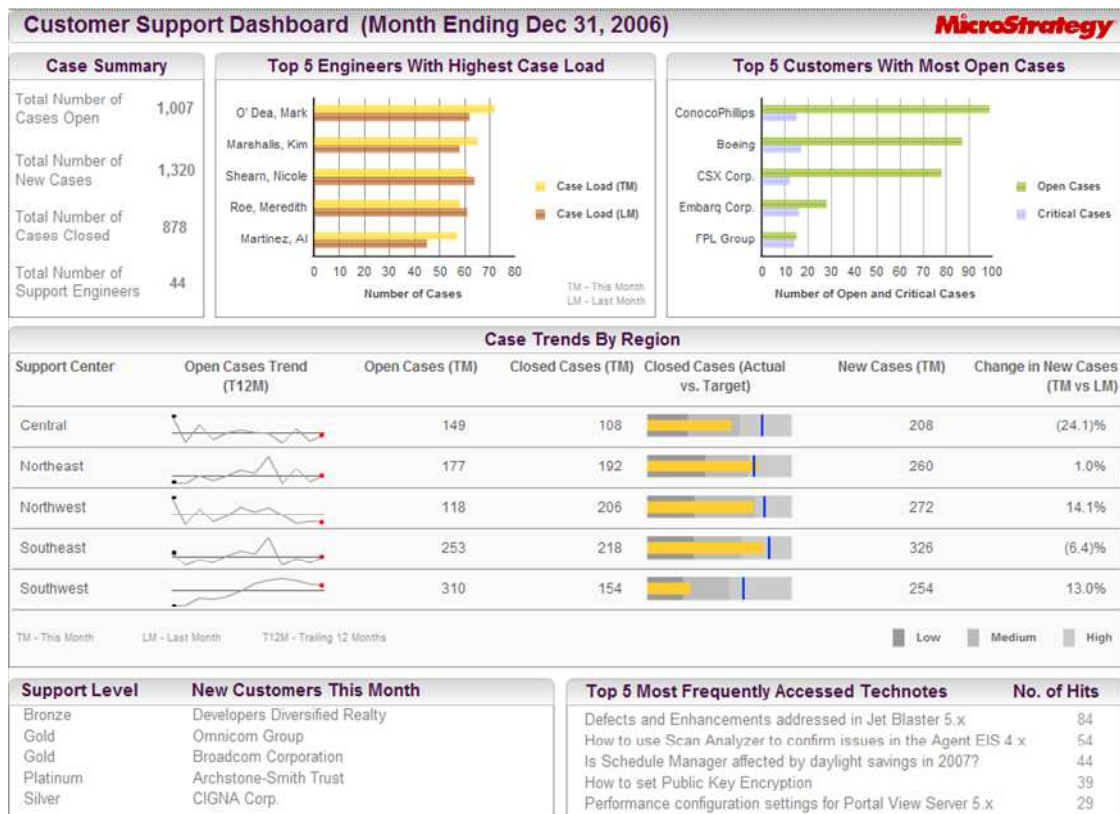 Customer Support Dashboard (Month Ending Dec 31, 2006)
MicroStrategy
Case Summary
Total Number of
Cases Open 1,007
Total Number of
New Cases 1,320
Total Number of
Cases Closed 878
Total Number of
Support Engineers 44
Top 5 Engineers With Highest Case Load
O' Dea, Mark
Marshalls, Kim
Shearn, Nicole
Roe, Meredith
Martinez, Al
0 10 20 30 40 50 60 70 80
Number of Cases
Case Load (TM)
Case Load (LM)
TM - This Month
LM - Last Month
Top 5 Customers With Most Open Cases
ConocoPhillips
Boeing
CSX Corp.
Embarq Corp.
FPL Group
0 10 20 30 40 50 60 70 80 90 100
Number of Open and Critical Cases
Open Cases
Critical Cases
Case Trends By Region
Support Center
Open Cases Trend
(T12M)
Open Cases (TM)
Closed Cases (TM)
Closed Cases (Actual
vs. Target)
New Cases (TM)
Change in New Cases
(TM vs LM)
Central 149 108 208 (24.1)%
Northeast 177 192 260 1.0%
Northwest 118 206 272 14.1%
Southeast 253 218 326 (6.4)%
Southwest 310 154 254 13.0%
TM - This Month LM - Last Month T12M - Trailing 12 Months
Low Medium High
Support Level New Customers This Month
Bronze Developers Diversified Realty
Gold Omnicom Group
Gold Broadcom Corporation
Platinum Archstone-Smith Trust
Silver CIGNA Corp.
Top 5 Most Frequently Accessed Technotes No. of Hits
Defects and Enhancements addressed in Jet Blaster 5.x 84
How to use Scan Analyzer to confirm issues in the Agent EIS 4.x 54
Is Schedule Manager affected by daylight savings in 2007? 44
How to set Public Key Encryption 39
Performance configuration settings for Portal View Server 5.x 29